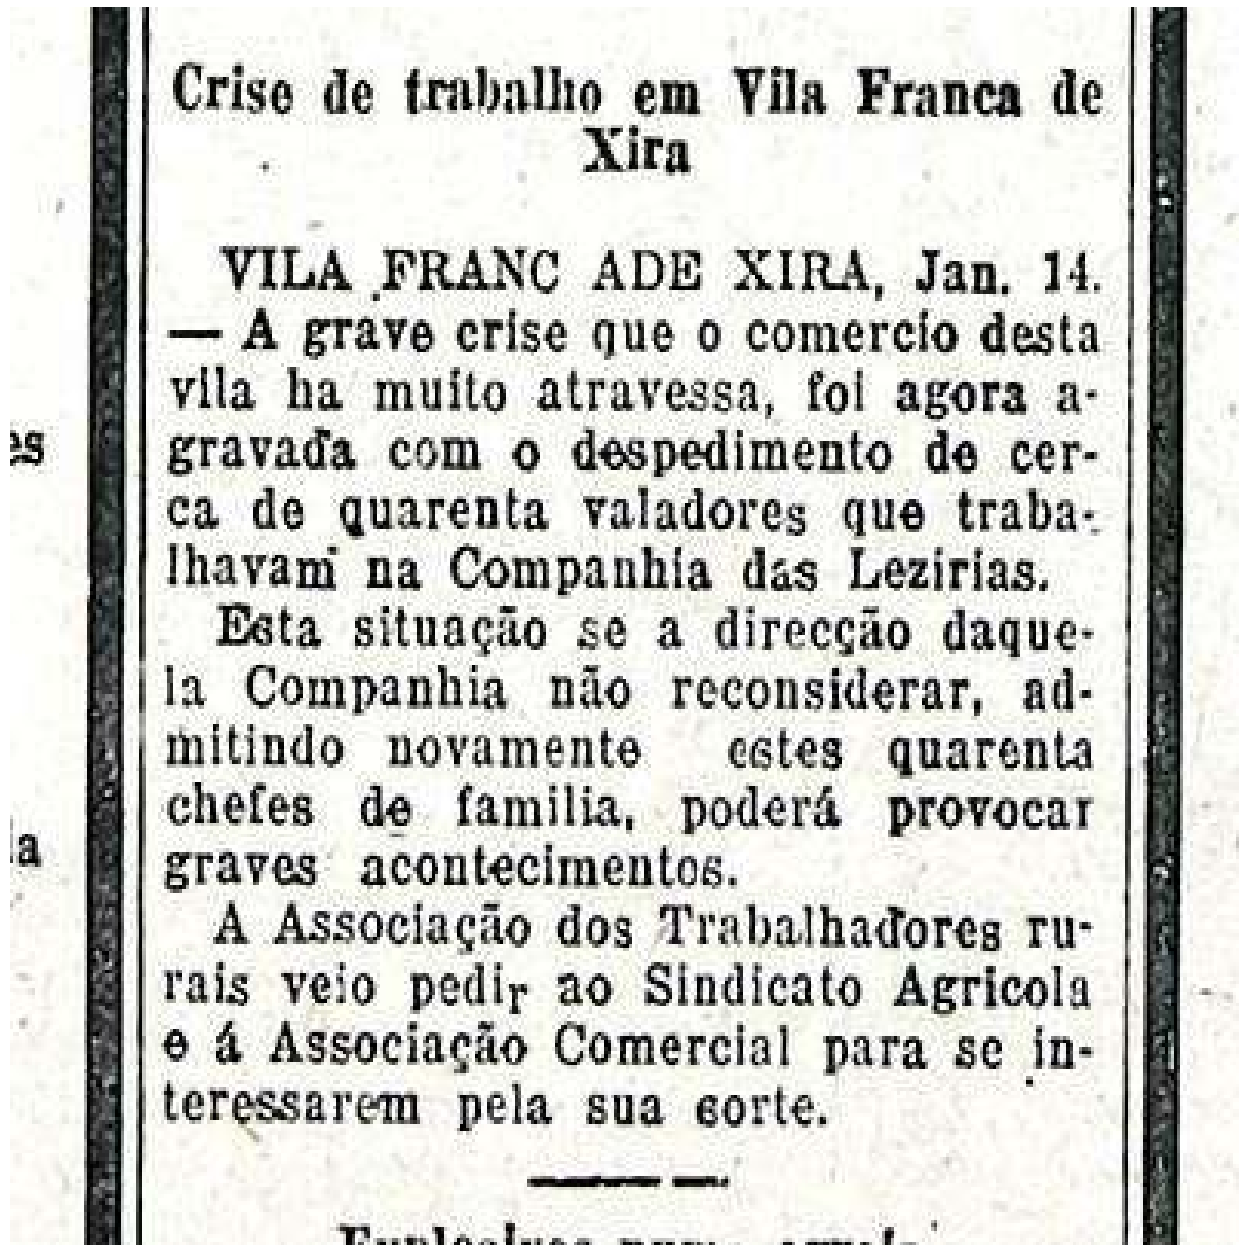 Crise de trabalho em Vila Franca de
Xira
VILA FRANC ADE XIRA, Jan. 14.
— A grave crise que o comercio desta
vila ha muito atravessa, foi agora a-
es
gravada com o despedimento de cer-
ca de quarenta valadores que traba-
lhavam na Companhia das Lezirias.
Esta situação se a direcção daque-
la Companhia não reconsiderar, ad-
mitindo novamente estes quarenta
chefes de familia, poderá provocar
a
graves acontecimentos.
A Associação dos Trabalhadores ru-
rais veio pedir ao Sindicato Agricola
e á Associação Comercial para se in-
teressarem pela sua sorte.